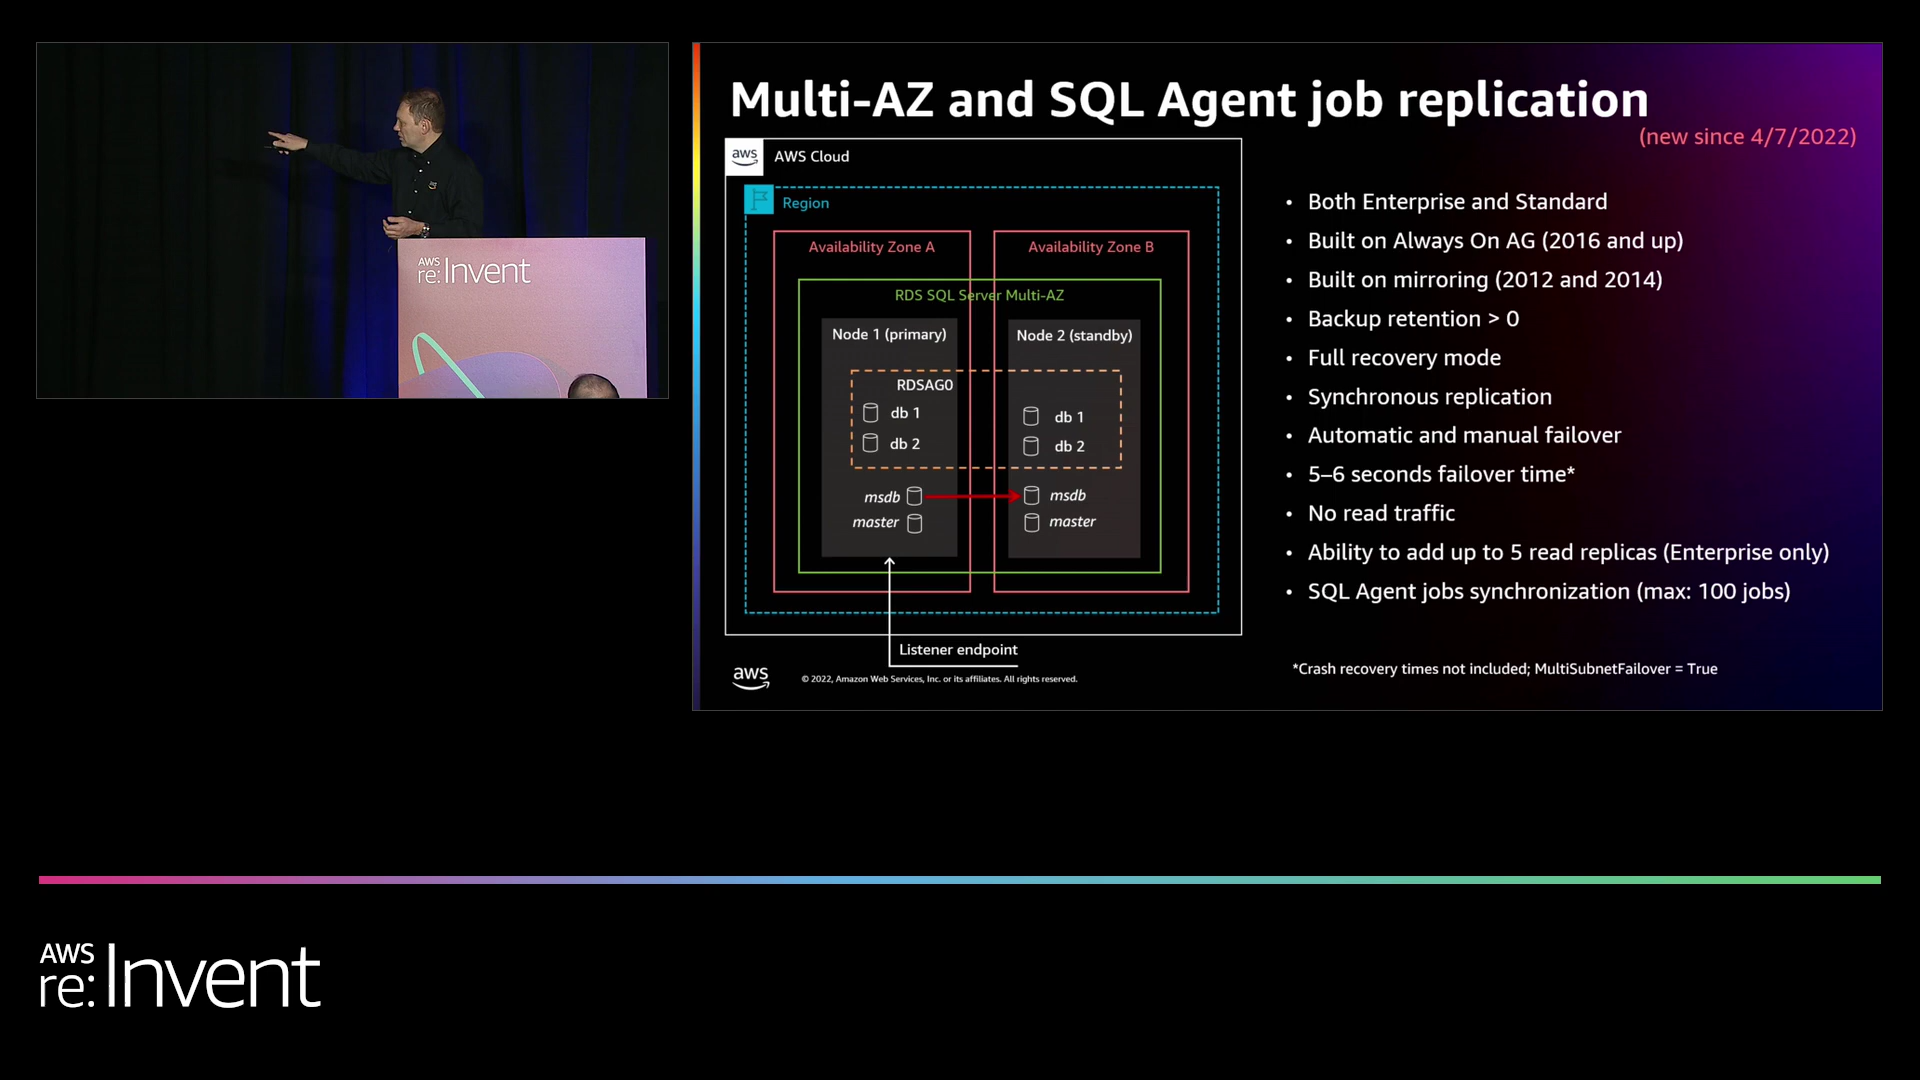 AWS
re:Invent
Multi-AZ and SQL Agent job replication
(new since 4/7/2022)
aws
AWS Cloud
Region
Availability Zone A
Availability Zone B
RDS SQL Server Multi-AZ
Node 1 (primary)
Node 2 (standby)
RDSAG0
db 1
db 1
db 2
db 2
msdb
msdb
master
master
Listener endpoint
aws
© 2022, Amazon Web Services, Inc. or its affiliates. All rights reserved.
• Both Enterprise and Standard
• Built on Always On AG (2016 and up)
• Built on mirroring (2012 and 2014)
• Backup retention > 0
• Full recovery mode
• Synchronous replication
• Automatic and manual failover
• 5–6 seconds failover time*
• No read traffic
• Ability to add up to 5 read replicas (Enterprise only)
• SQL Agent jobs synchronization (max: 100 jobs)
*Crash recovery times not included; MultiSubnetFailover = True
AWS
re:Invent